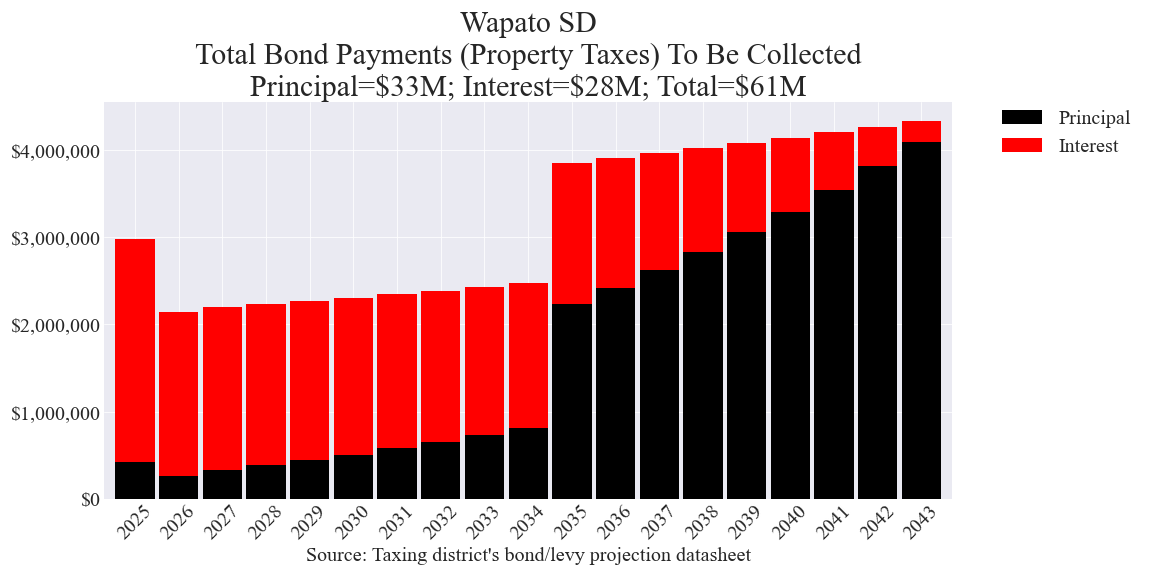 Wapato SD
Total Bond Payments (Property Taxes) To Be Collected
Principal=$33M; Interest=$28M; Total=$61M
Principal
Interest
$4,000,000
$3,000,000
$2,000,000
$1,000,000
$0
2025 2026 2027 2028 2029 2030 2031 2032 2033 2034 2035 2036 2037 2038 2039 2040 2041 2042 2043
Source: Taxing district's bond/levy projection datasheet